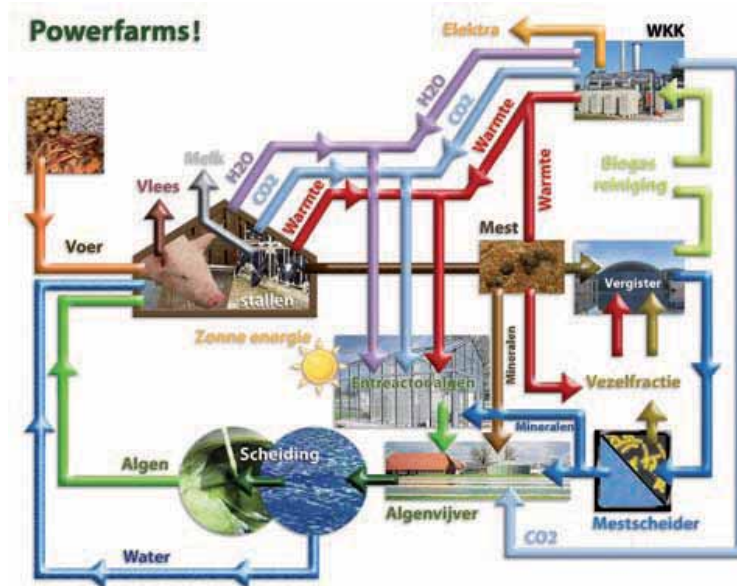 Powerfarms!
Elektra
WKK
H2O
CO2
Warmte
Melk
Vlees
H2O
CO2
Warmte
Warmte
Biogas
reiniging
Voer
Mest
stallen
Vergister
Zonne energie
Mineralen
Entreactoralgen
Vezelfractie
Mineralen
Algen
Scheiding
Algenvijver
Mestscheider
CO2
Water